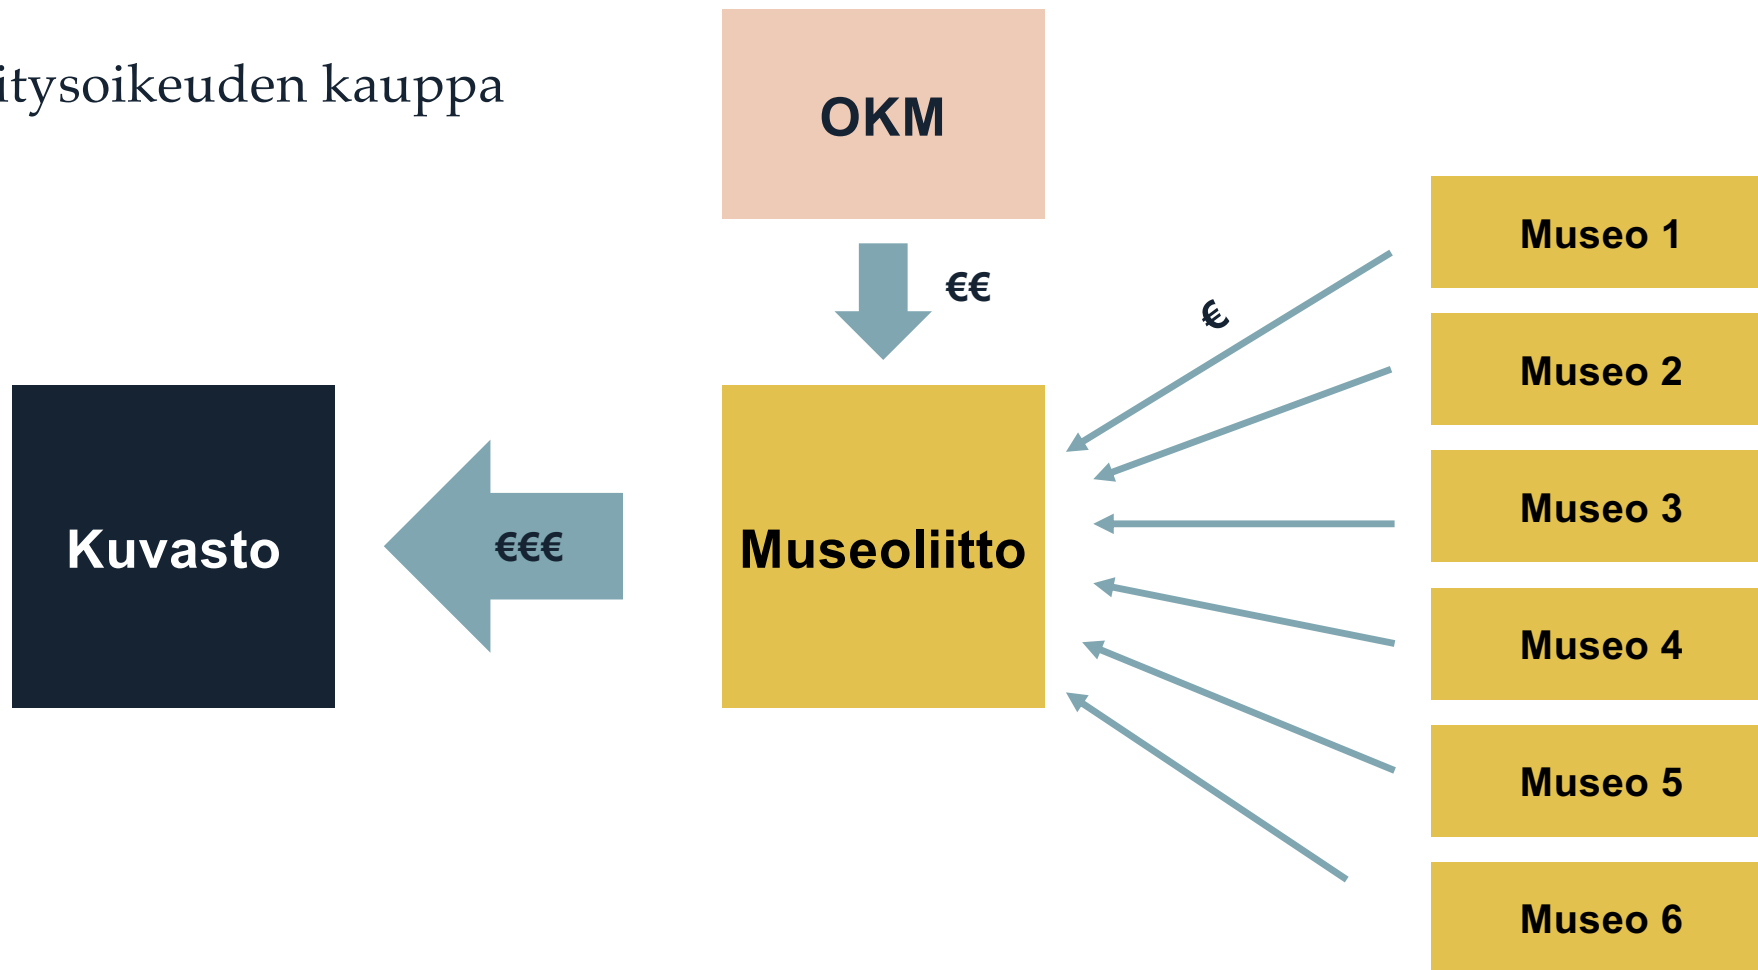 itysoikeuden kauppa
OKM
€€
€
Kuvasto
€€€
Museoliitto
Museo 1
Museo 2
Museo 3
Museo 4
Museo 5
Museo 6